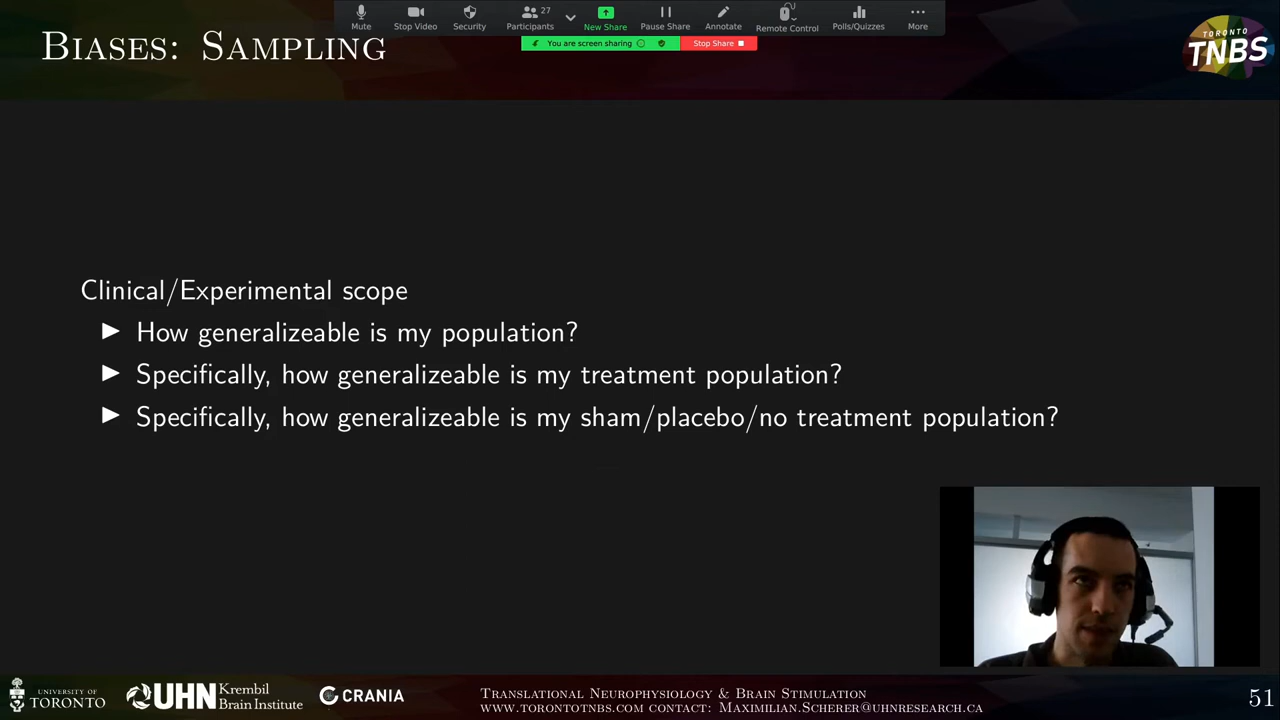 Mute
Stop Video
Security
Participants
27
New Share
Pause Share
Annotate
Remote Control
Polls/Quizzes
More
You are screen sharing
Stop Share
Biases: Sampling
TORONTO
TNBS
Clinical/Experimental scope
How generalizeable is my population?
Specifically, how generalizeable is my treatment population?
Specifically, how generalizeable is my sham/placebo/no treatment population?
UNIVERSITY OF
TORONTO
UHN
Krembil
Brain Institute
CRANIA
Translational Neurophysiology & Brain Stimulation
www.torontotnbs.com contact: Maximilian.Scherer@uhnresearch.ca
51